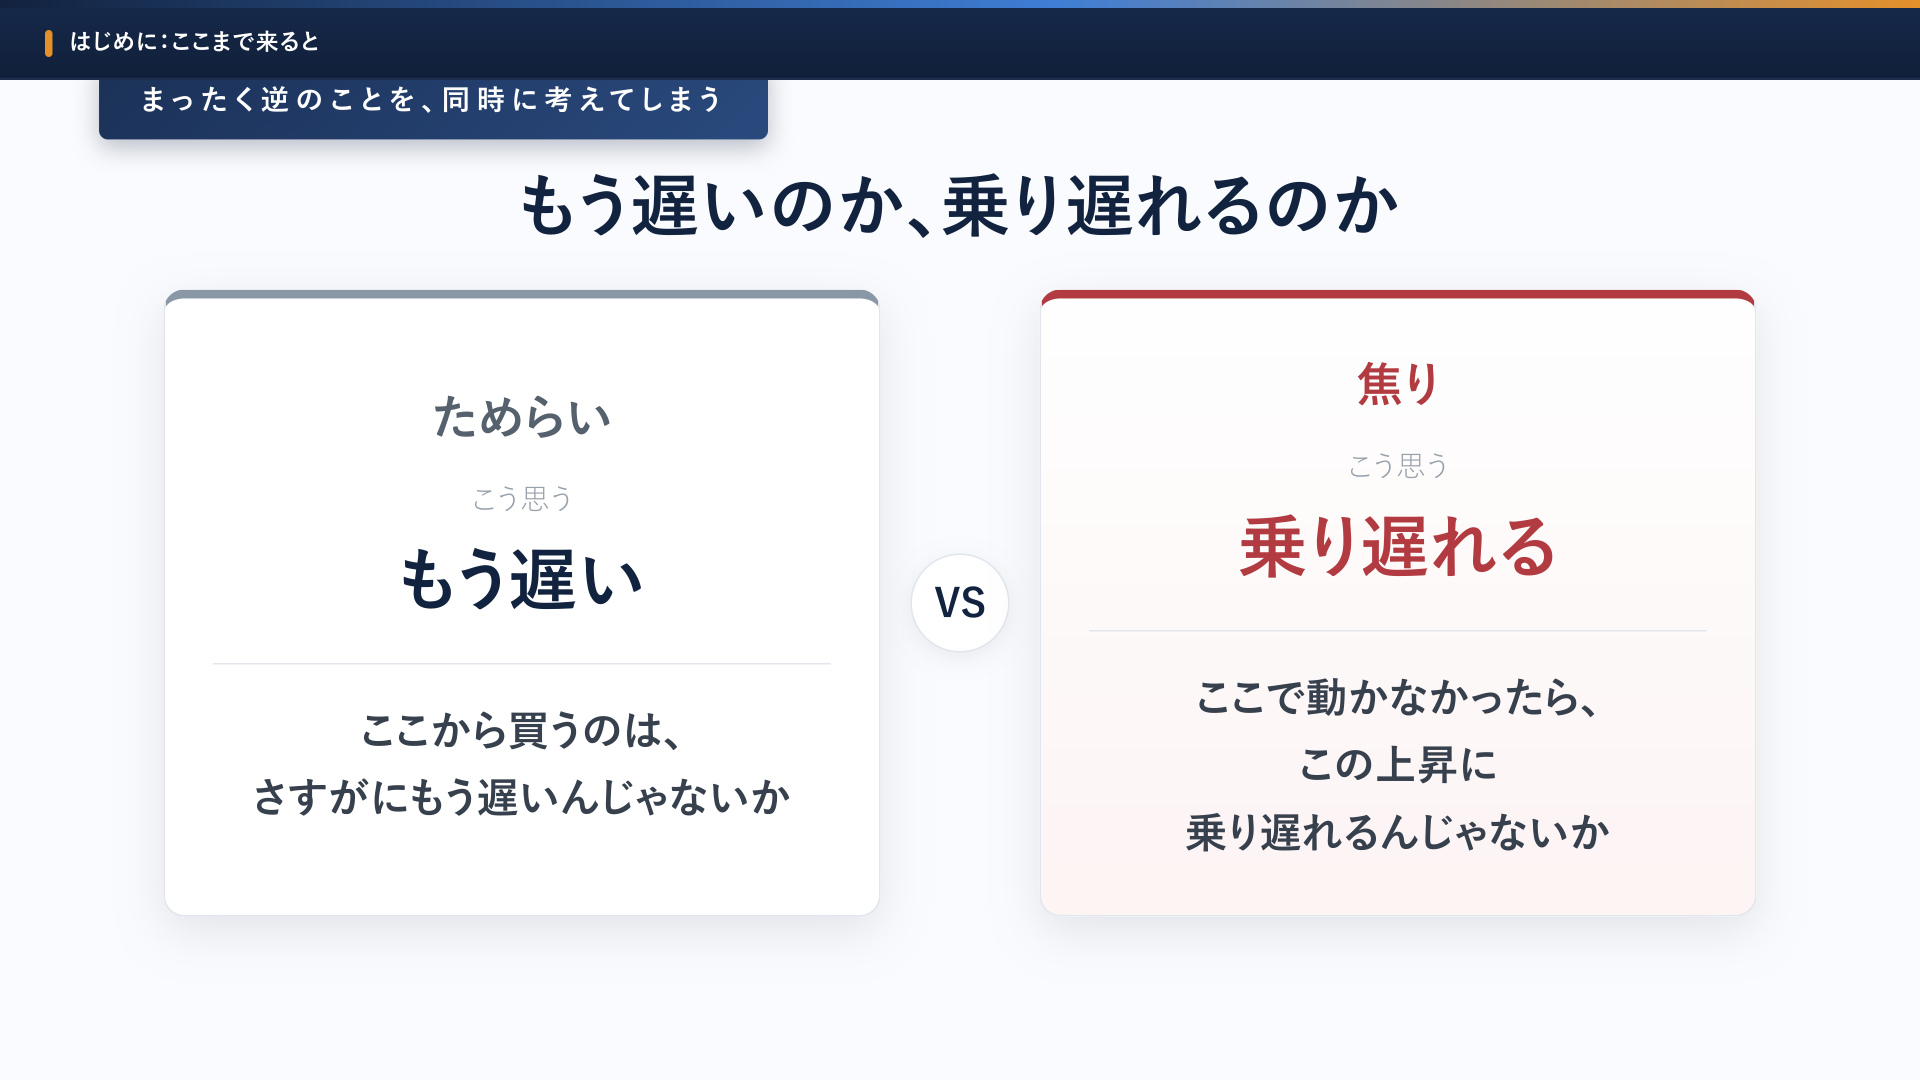 はじめに：ここまで来ると
まったく逆のことを、同時に考えてしまう
もう遅いのか、乗り遅れるのか
ためらい
こう思う
もう遅い
ここから買うのは、
さすがにもう遅いんじゃないか
VS
焦り
こう思う
乗り遅れる
ここで動かなかったら、
この上昇に
乗り遅れるんじゃないか